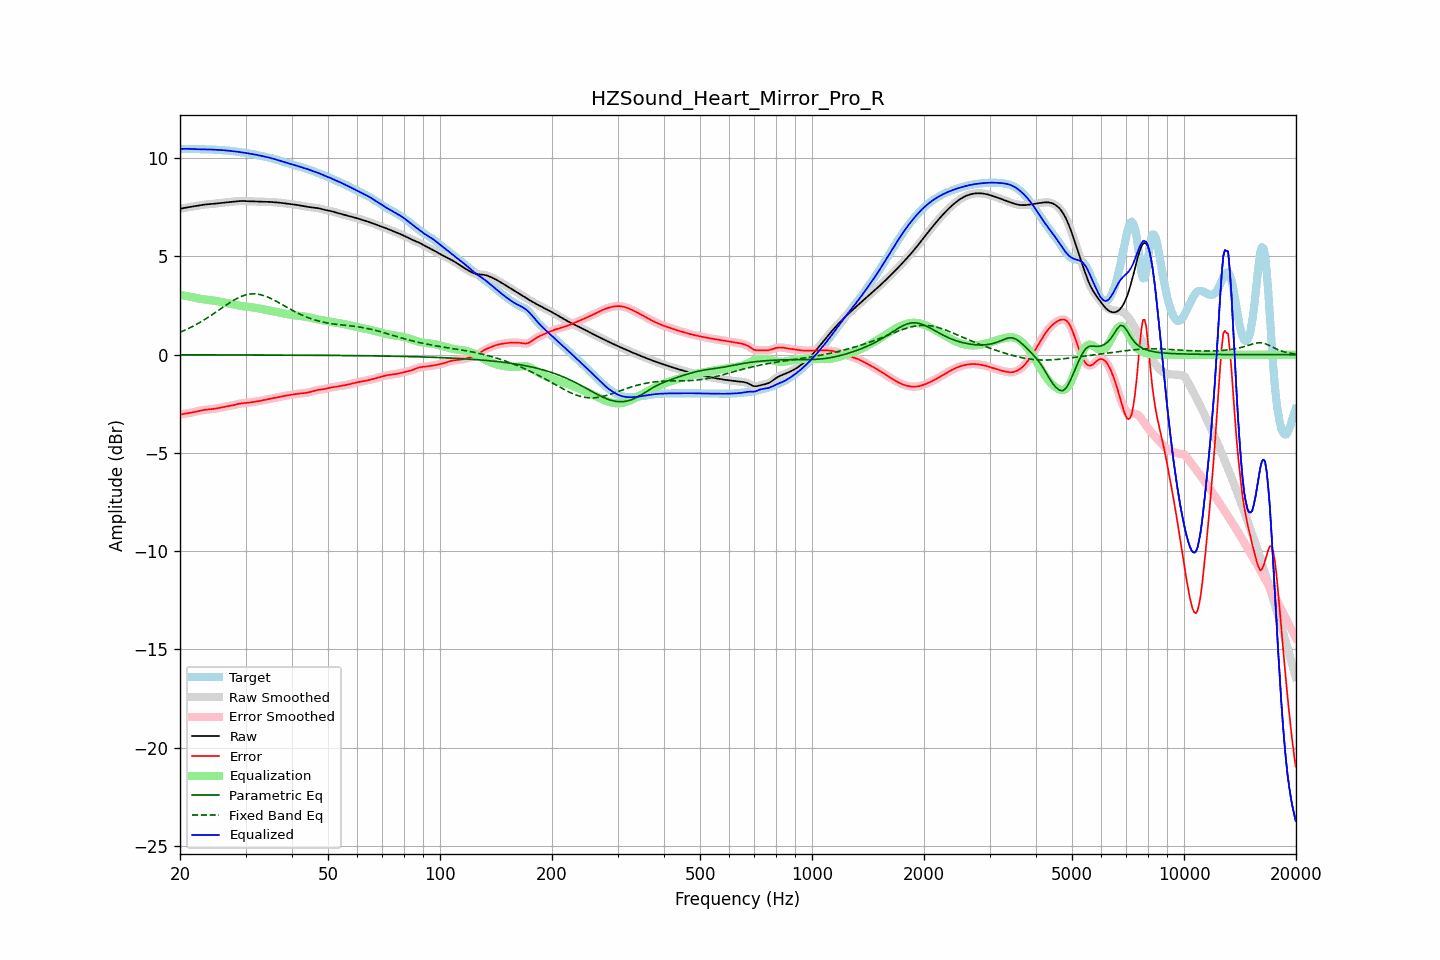 HZSound_Heart_Mirror_Pro_R
Amplitude (dBr)
10
5
0
−5
−10
−15
−20
−25
Target
Raw Smoothed
Error Smoothed
Raw
Error
Equalization
Parametric Eq
Fixed Band Eq
Equalized
20 50 100 200 500 1000 2000 5000 10000 20000
Frequency (Hz)